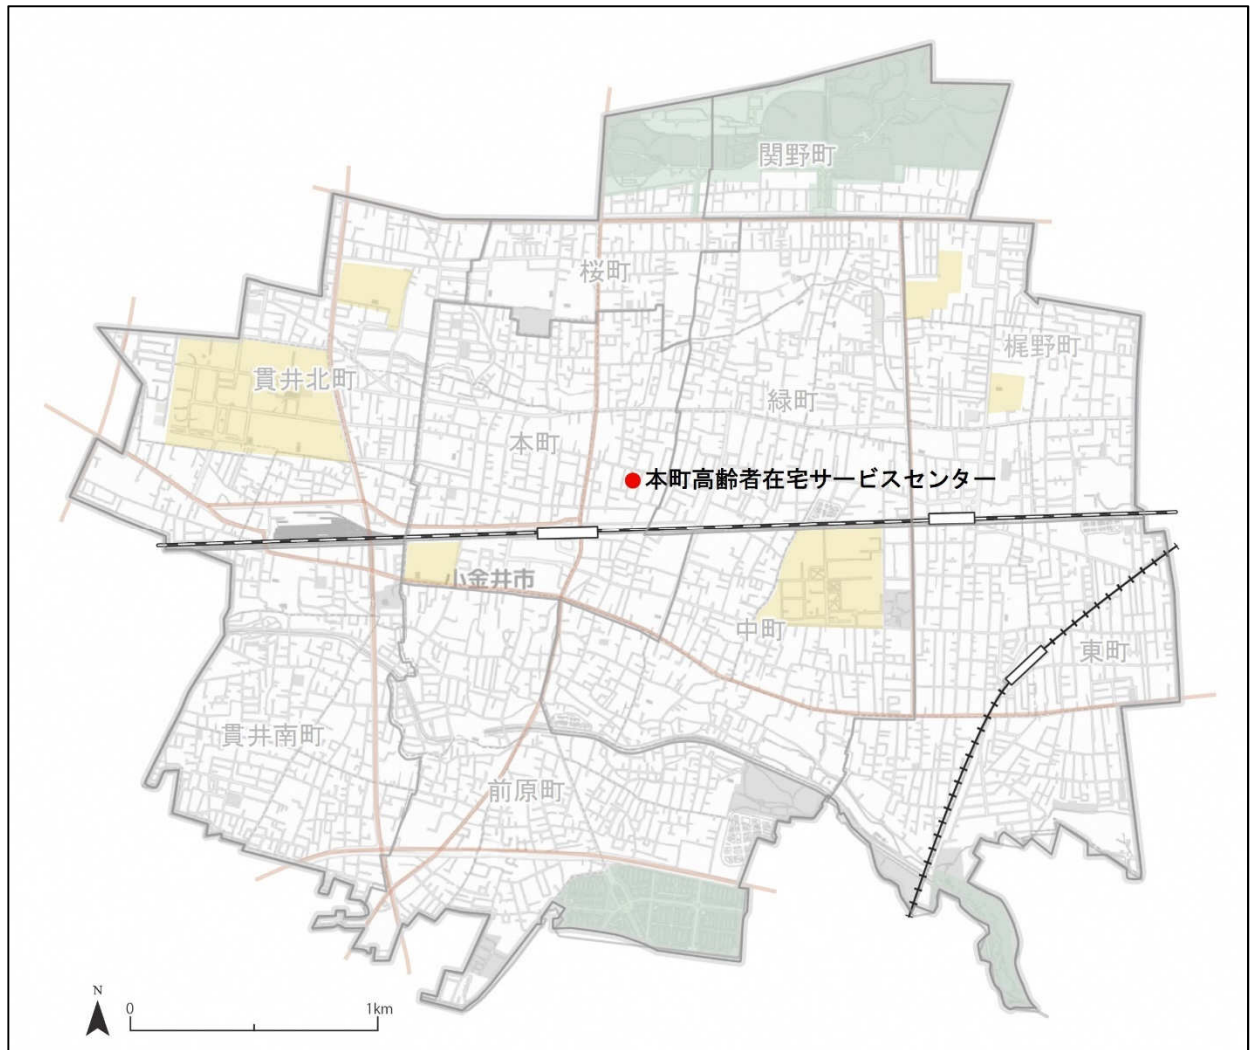 関野町
桜町
梶野町
貫井北町
緑町
本町
本町高齢者在宅サービスセンター
小金井市
中町
東町
貫井南町
前原町
N
0
1km